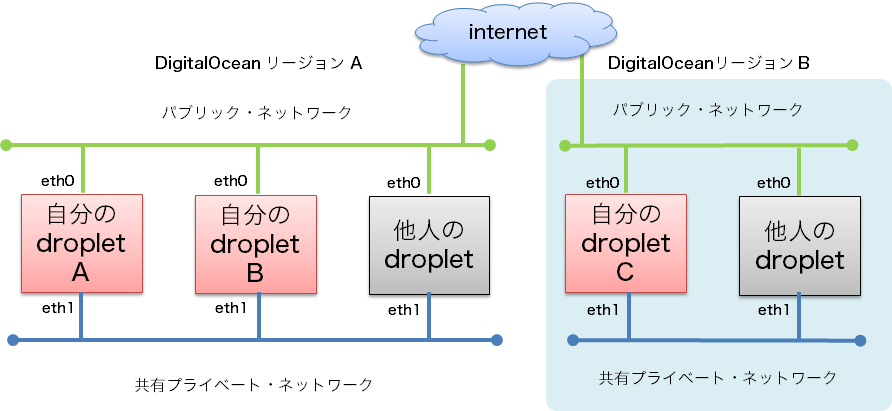 internet
DigitalOcean リージョン A
パブリック・ネットワーク
eth0
eth0
eth0
自分の
droplet
A
自分の
droplet
B
他人の
droplet
eth1
eth1
eth1
共有プライベート・ネットワーク
DigitalOceanリージョン B
パブリック・ネットワーク
eth0
eth0
自分の
droplet
C
他人の
droplet
eth1
eth1
共有プライベート・ネットワーク